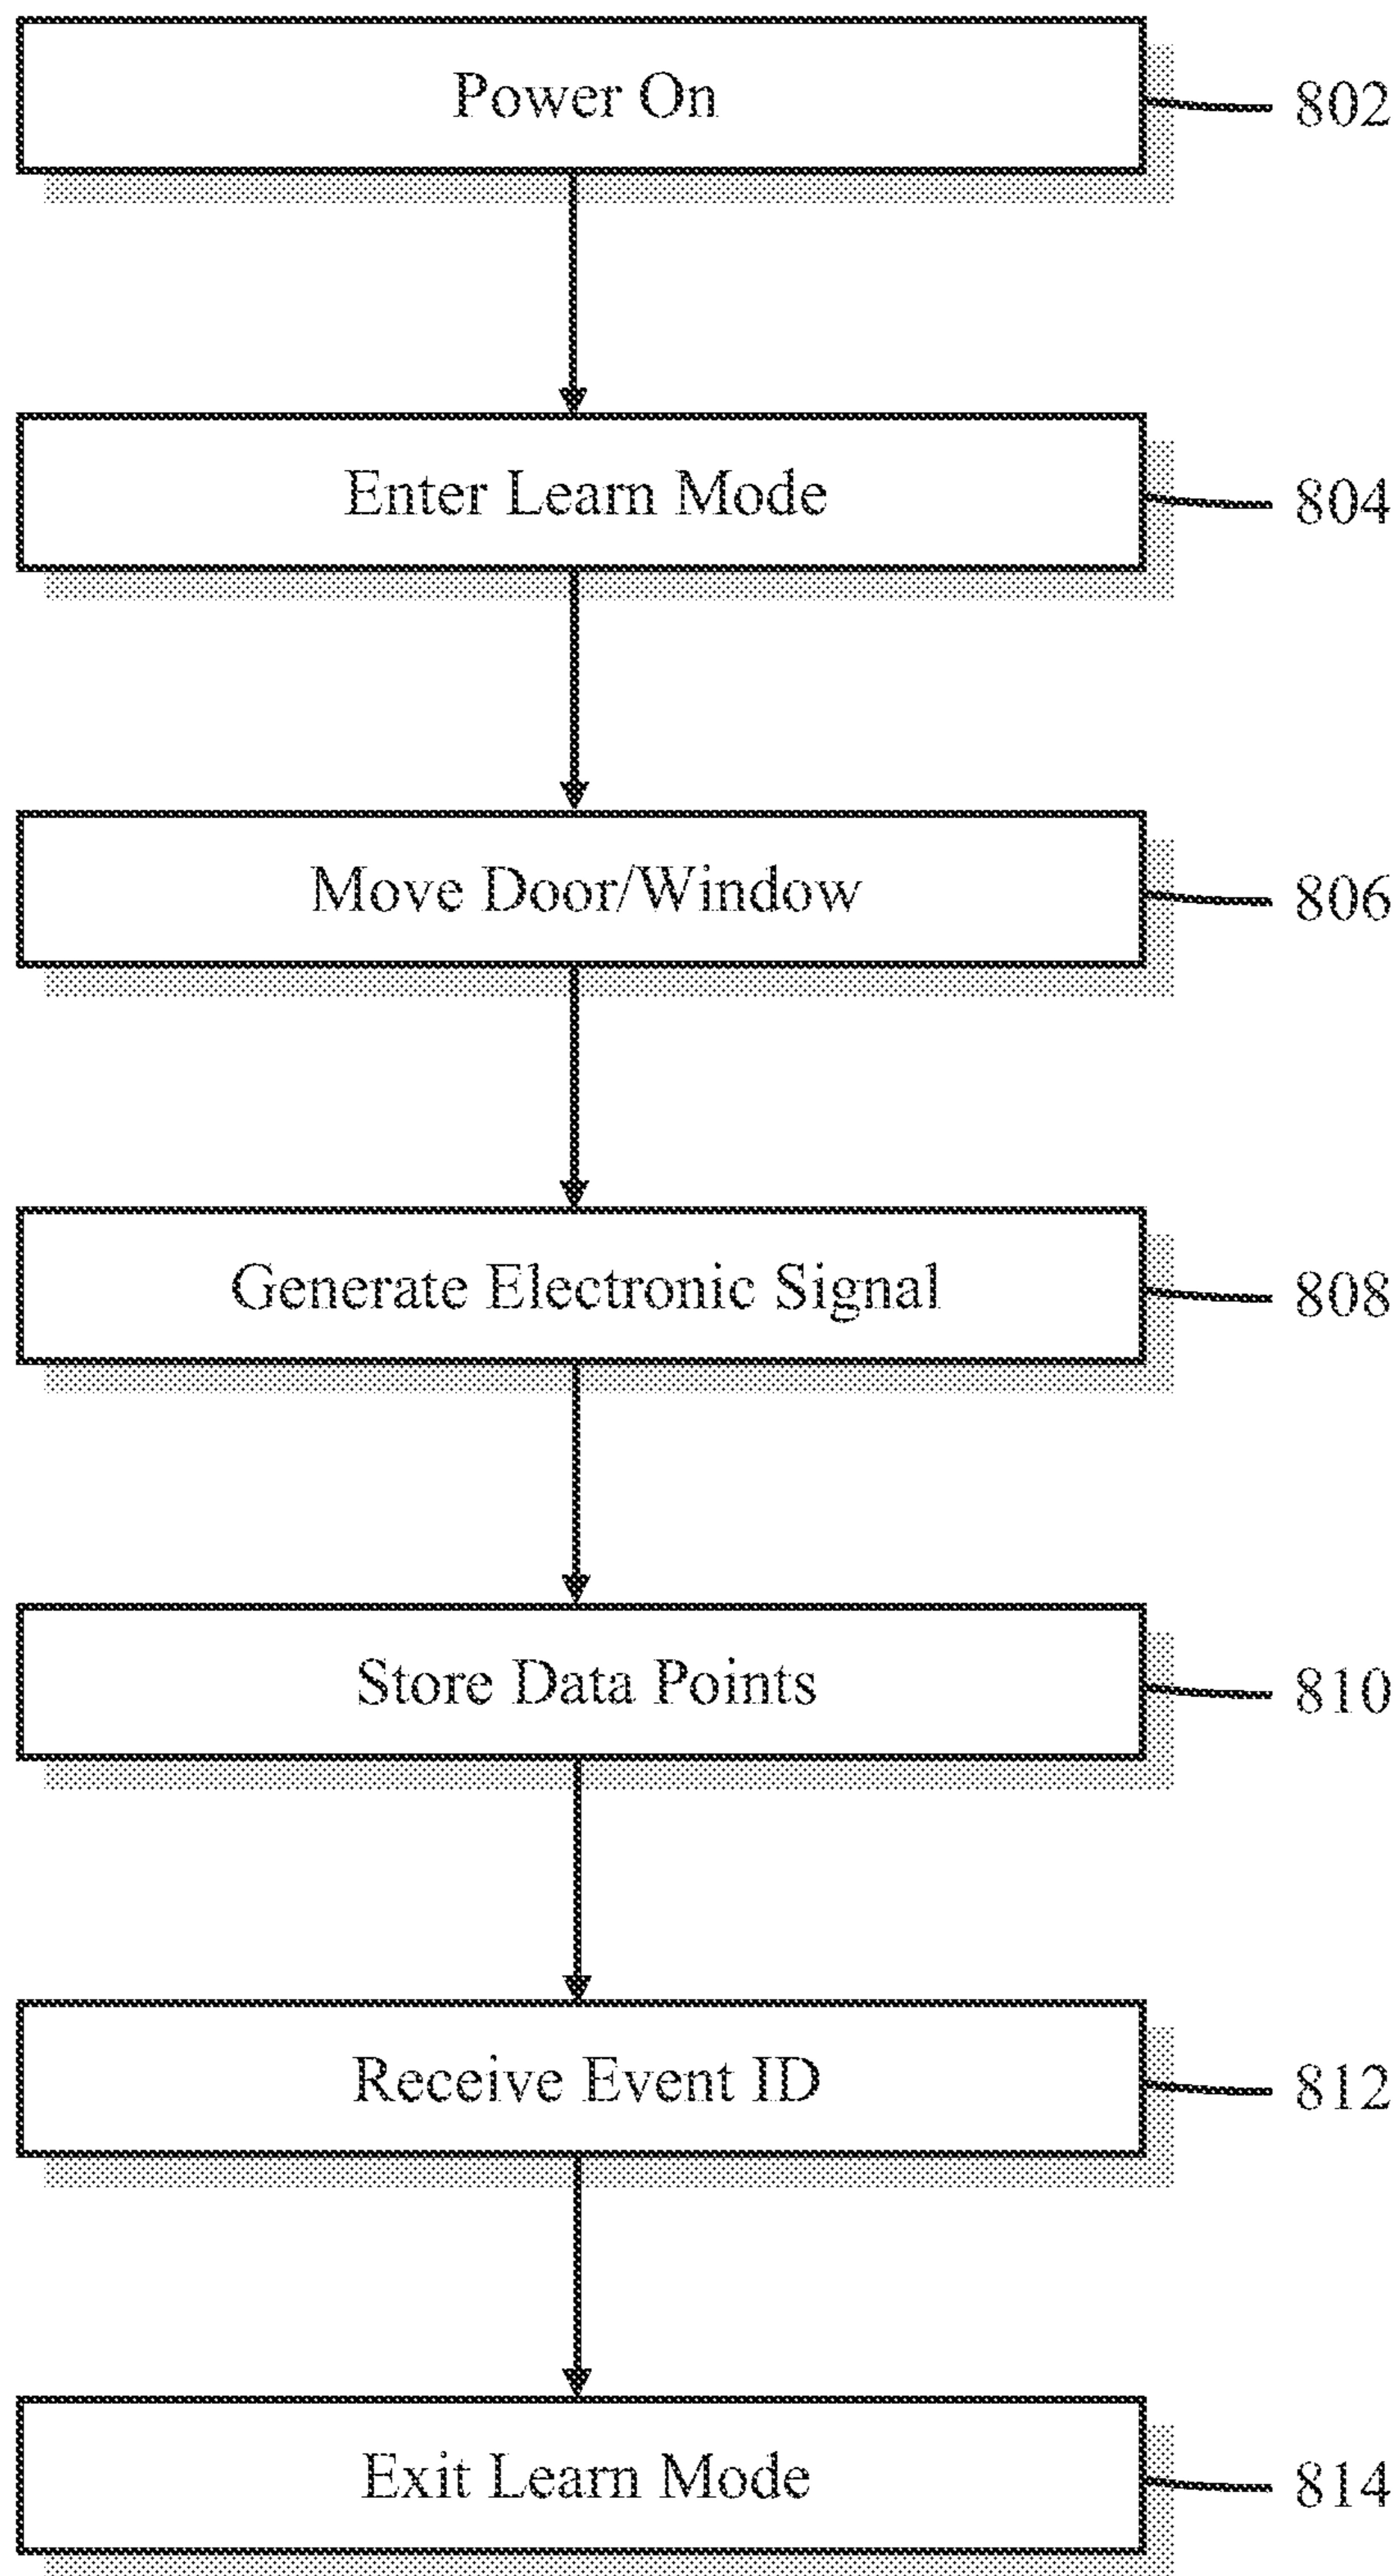 Power On 802
Enter Learn Mode 804
Move Door/Window 806
Generate Electronic Signal 808
Store Data Points 810
Receive Event ID 812
Exit Learn Mode 814